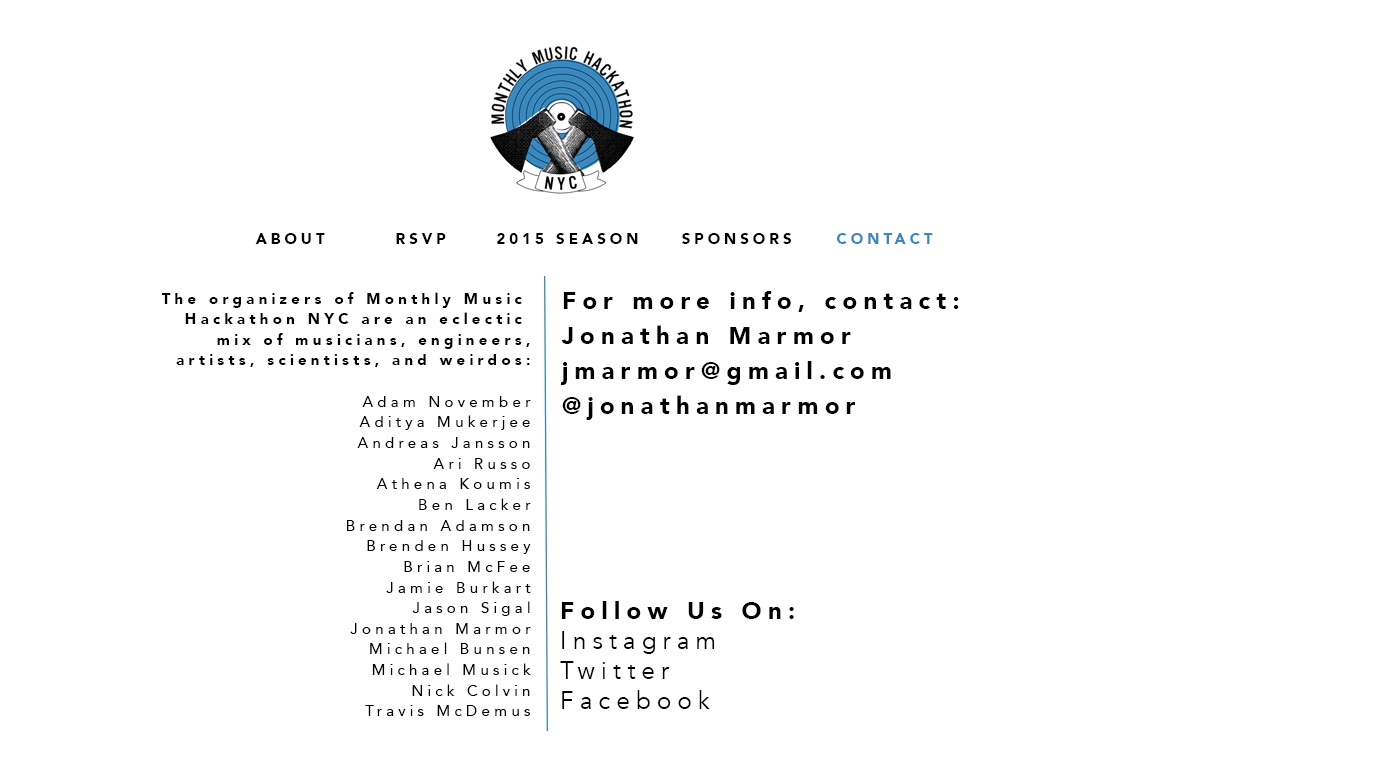 MONTHLY MUSIC HACKATHON
NYC
ABOUT RSVP 2015 SEASON SPONSORS CONTACT
The organizers of Monthly Music
Hackathon NYC are an eclectic
mix of musicians, engineers,
artists, scientists, and weirdos:
Adam November
Aditya Mukerjee
Andreas Jansson
Ari Russo
Athena Koumis
Ben Lacker
Brendan Adamson
Brenden Hussey
Brian McFee
Jamie Burkart
Jason Sigal
Jonathan Marmor
Michael Bunsen
Michael Musick
Nick Colvin
Travis McDemus
For more info, contact:
Jonathan Marmor
jmarmor@gmail.com
@jonathanmarmor
Follow Us On:
Instagram
Twitter
Facebook